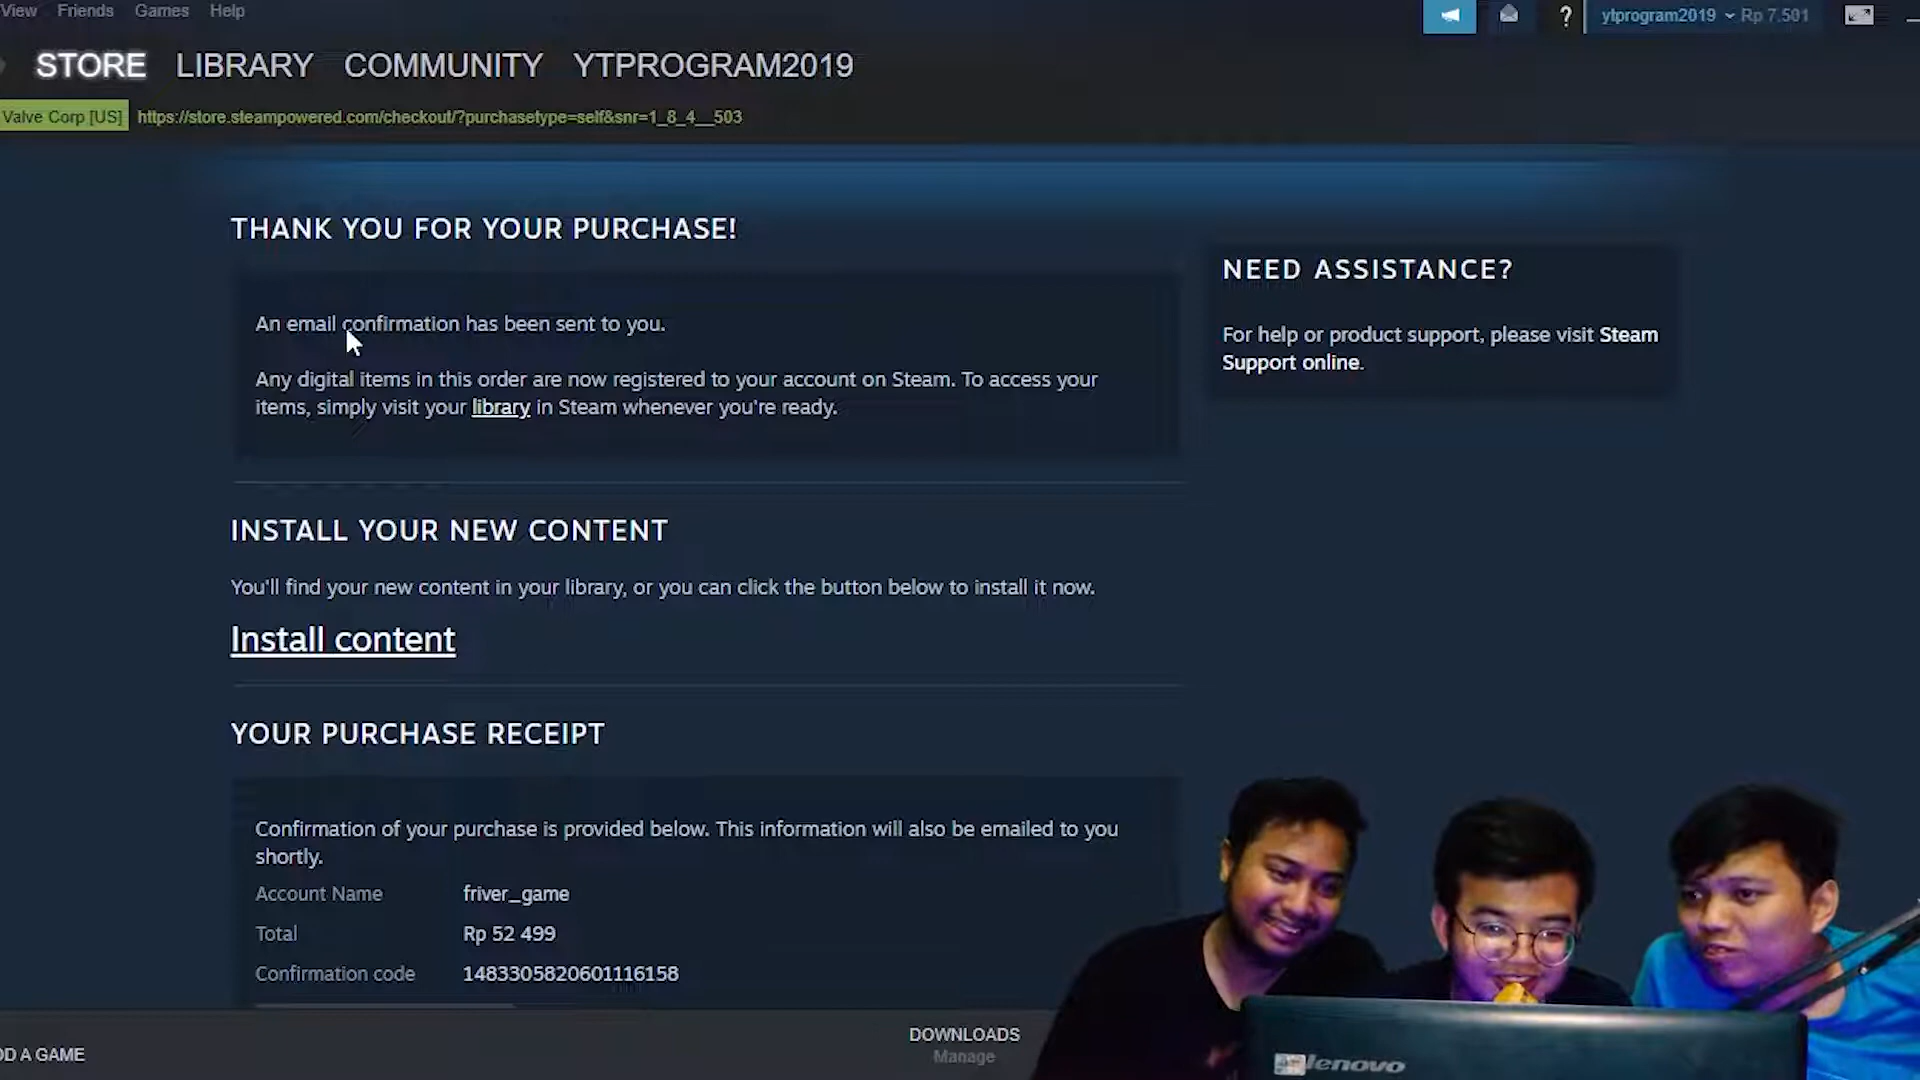 View Friends Games Help
? ytprogram2019 Rp 7.501
STORE LIBRARY COMMUNITY YTPROGRAM2019
Valve Corp [US] https://store.steampowered.com/checkout/?purchasetype=self&snr=1_8_4__503
THANK YOU FOR YOUR PURCHASE!
An email confirmation has been sent to you.
Any digital items in this order are now registered to your account on Steam. To access your
items, simply visit your library in Steam whenever you're ready.
NEED ASSISTANCE?
For help or product support, please visit Steam
Support online.
INSTALL YOUR NEW CONTENT
You'll find your new content in your library, or you can click the button below to install it now.
Install content
YOUR PURCHASE RECEIPT
Confirmation of your purchase is provided below. This information will also be emailed to you
shortly.
Account Name friver_game
Total Rp 52 499
Confirmation code 1483305820601116158
DD A GAME
DOWNLOADS
Manage
lenovo